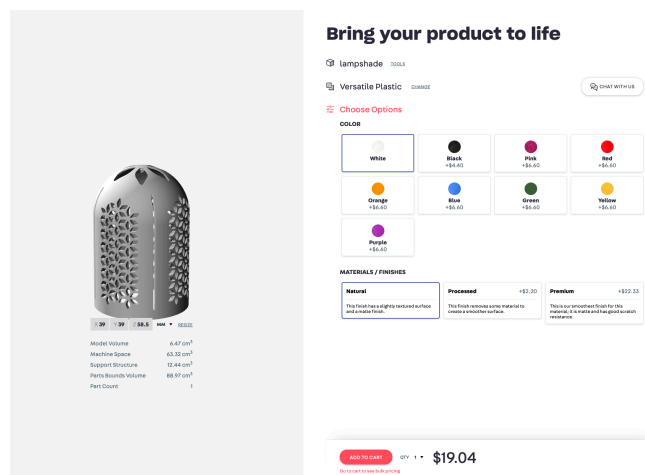 Bring your product to life
lampshade TOOLS
Versatile Plastic CHANGE
CHAT WITH US
Choose Options
COLOR
White
Black
+$4.40
Pink
+$6.60
Red
+$6.60
Orange
+$6.60
Blue
+$6.60
Green
+$6.60
Yellow
+$6.60
Purple
+$6.60
MATERIALS / FINISHES
Natural
This finish has a slightly textured surface
and a matte finish.
Processed +$2.20
This finish removes some material to
create a smoother surface.
Premium +$22.33
This is our smoothest finish for this
material; it is matte and has good scratch
resistance.
X 39 Y 39 Z 58.5 MM RESIZE
Model Volume 6.47 cm³
Machine Space 63.32 cm³
Support Structure 12.44 cm³
Parts Bounds Volume 88.97 cm³
Part Count 1
ADD TO CART QTY 1 $19.04
Go to cart to see bulk pricing